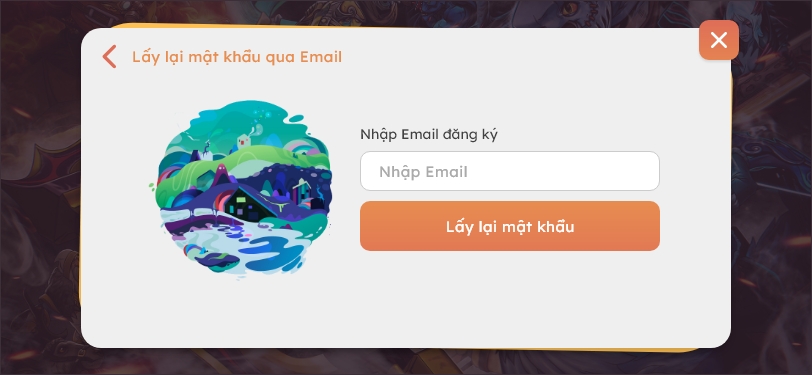 Lấy lại mật khẩu qua Email
Nhập Email đăng ký
Nhập Email
Lấy lại mật khẩu